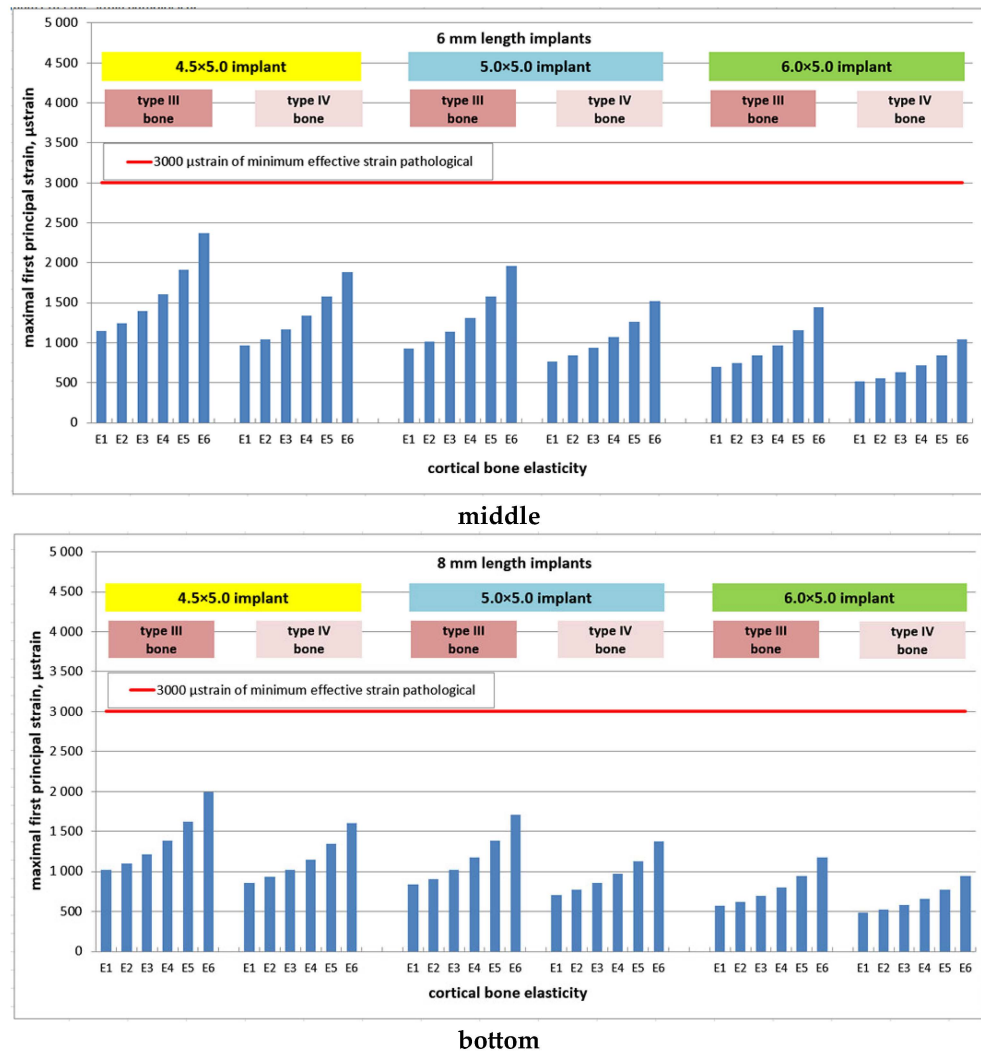 5 000
6 mm length implants
4 500
4.5×5.0 implant 5.0×5.0 implant 6.0×5.0 implant
4 000
type III bone type IV bone type III bone type IV bone type III bone type IV bone
3 500
3000 µstrain of minimum effective strain pathological
3 000
2 500
2 000
1 500
1 000
500
0
maximal first principal strain, µstrain
E1 E2 E3 E4 E5 E6 E1 E2 E3 E4 E5 E6 E1 E2 E3 E4 E5 E6 E1 E2 E3 E4 E5 E6 E1 E2 E3 E4 E5 E6 E1 E2 E3 E4 E5 E6
cortical bone elasticity
middle
5 000
8 mm length implants
4 500
4.5×5.0 implant 5.0×5.0 implant 6.0×5.0 implant
4 000
type III bone type IV bone type III bone type IV bone type III bone type IV bone
3 500
3000 µstrain of minimum effective strain pathological
3 000
2 500
2 000
1 500
1 000
500
0
maximal first principal strain, µstrain
E1 E2 E3 E4 E5 E6 E1 E2 E3 E4 E5 E6 E1 E2 E3 E4 E5 E6 E1 E2 E3 E4 E5 E6 E1 E2 E3 E4 E5 E6 E1 E2 E3 E4 E5 E6
cortical bone elasticity
bottom